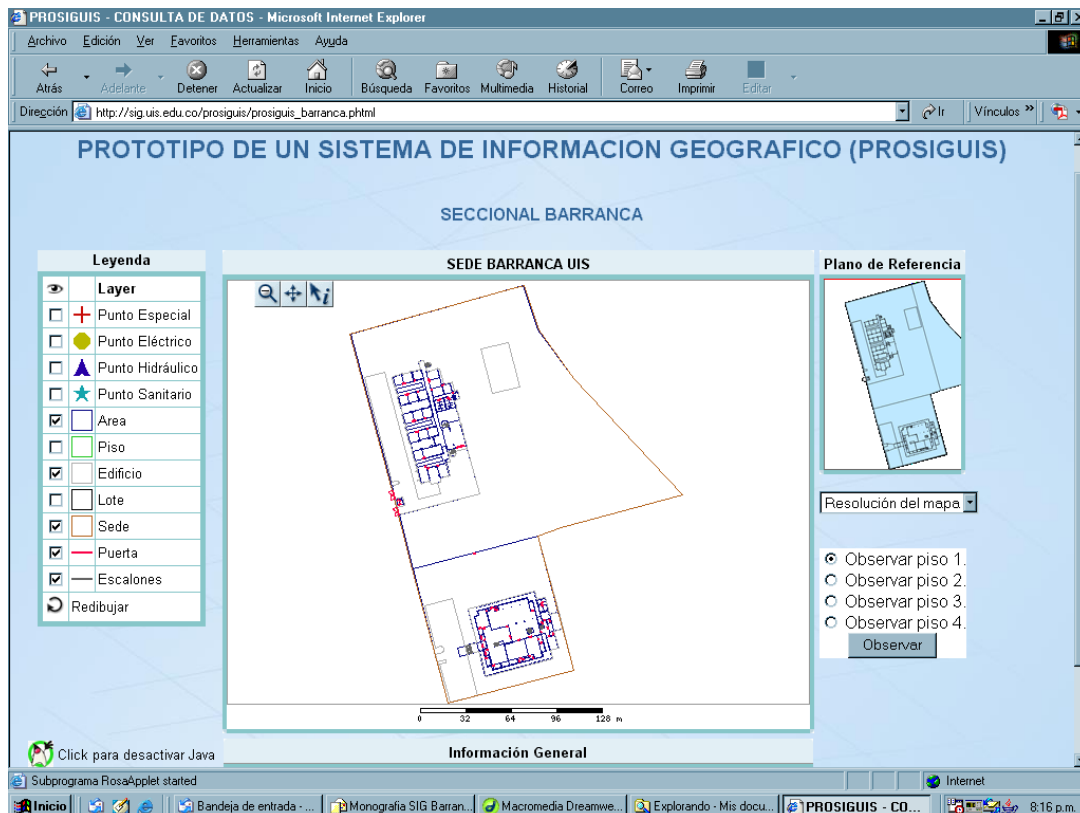 PROSIGUIS - CONSULTA DE DATOS - Microsoft Internet Explorer
Archivo Edición Ver Favoritos Herramientas Ayuda
Atrás Adelante Detener Actualizar Inicio Búsqueda Favoritos Multimedia Historial Correo Imprimir Editar
Dirección http://sig.uis.edu.co/prosiguis/prosiguis_barranca.phtml Ir Vínculos »
PROTOTIPO DE UN SISTEMA DE INFORMACION GEOGRAFICO (PROSIGUIS)
SECCIONAL BARRANCA
Leyenda
Layer
Punto Especial
Punto Eléctrico
Punto Hidráulico
Punto Sanitario
Area
Piso
Edificio
Lote
Sede
Puerta
Escalones
Redibujar
SEDE BARRANCA UIS
0 32 64 96 128 m
Plano de Referencia
Resolución del mapa
Observar piso 1.
Observar piso 2.
Observar piso 3.
Observar piso 4.
Observar
Click para desactivar Java
Información General
Subprograma RosaApplet started Internet
Inicio Bandeja de entrada - ... Monografia SIG Barran... Macromedia Dreamwe... Explorando - Mis docu... PROSIGUIS - CO... 8:16 p.m.